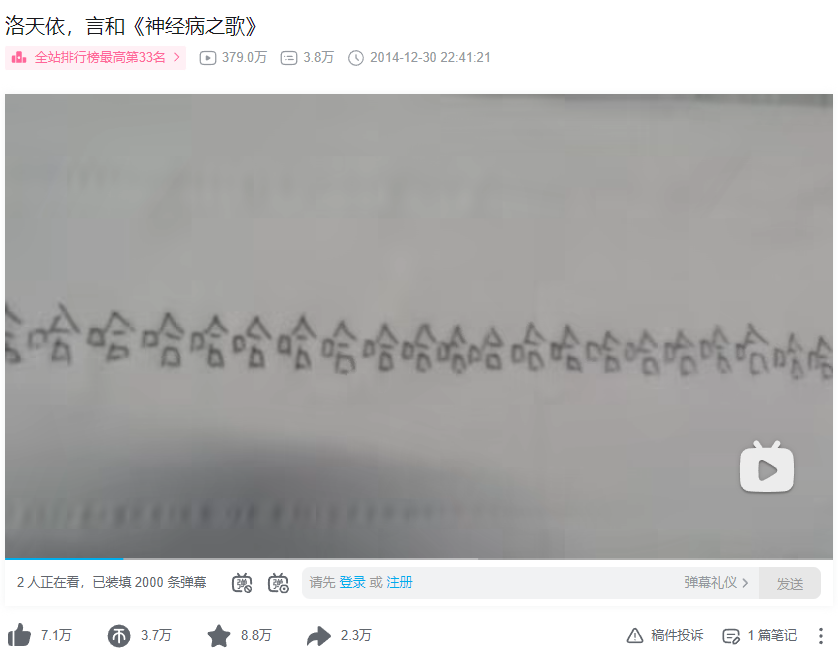 洛天依，言和《神经病之歌》
全站排行榜最高第33名 379.0万 3.8万 2014-12-30 22:41:21
哈哈哈哈哈哈哈哈哈哈哈哈哈哈哈哈哈哈哈哈
2 人正在看，已装填 2000 条弹幕 弹 弹 请先 登录 或 注册 弹幕礼仪 发送
7.1万 3.7万 8.8万 2.3万 稿件投诉 1 篇笔记